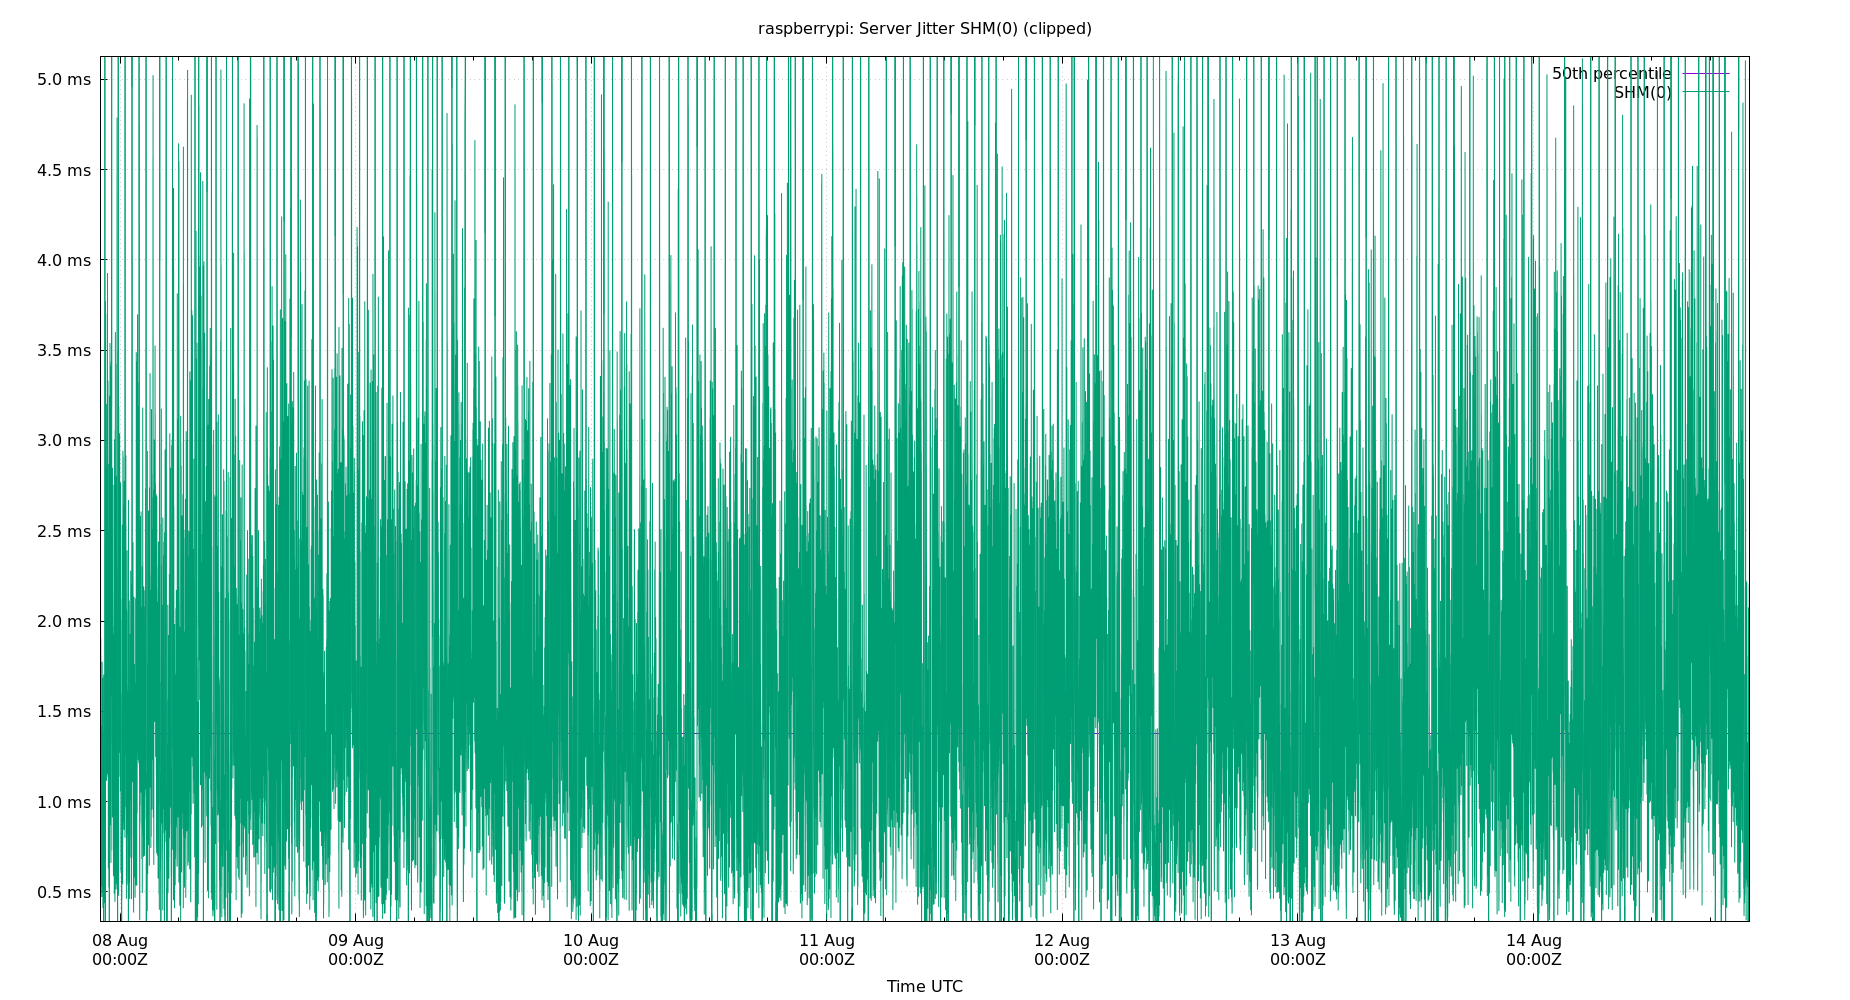 raspberrypi: Server Jitter SHM(0) (clipped)
50th percentile
SHM(0)
5.0 ms
4.5 ms
4.0 ms
3.5 ms
3.0 ms
2.5 ms
2.0 ms
1.5 ms
1.0 ms
0.5 ms
08 Aug 09 Aug 10 Aug 11 Aug 12 Aug 13 Aug 14 Aug
00:00Z 00:00Z 00:00Z 00:00Z 00:00Z 00:00Z 00:00Z
Time UTC